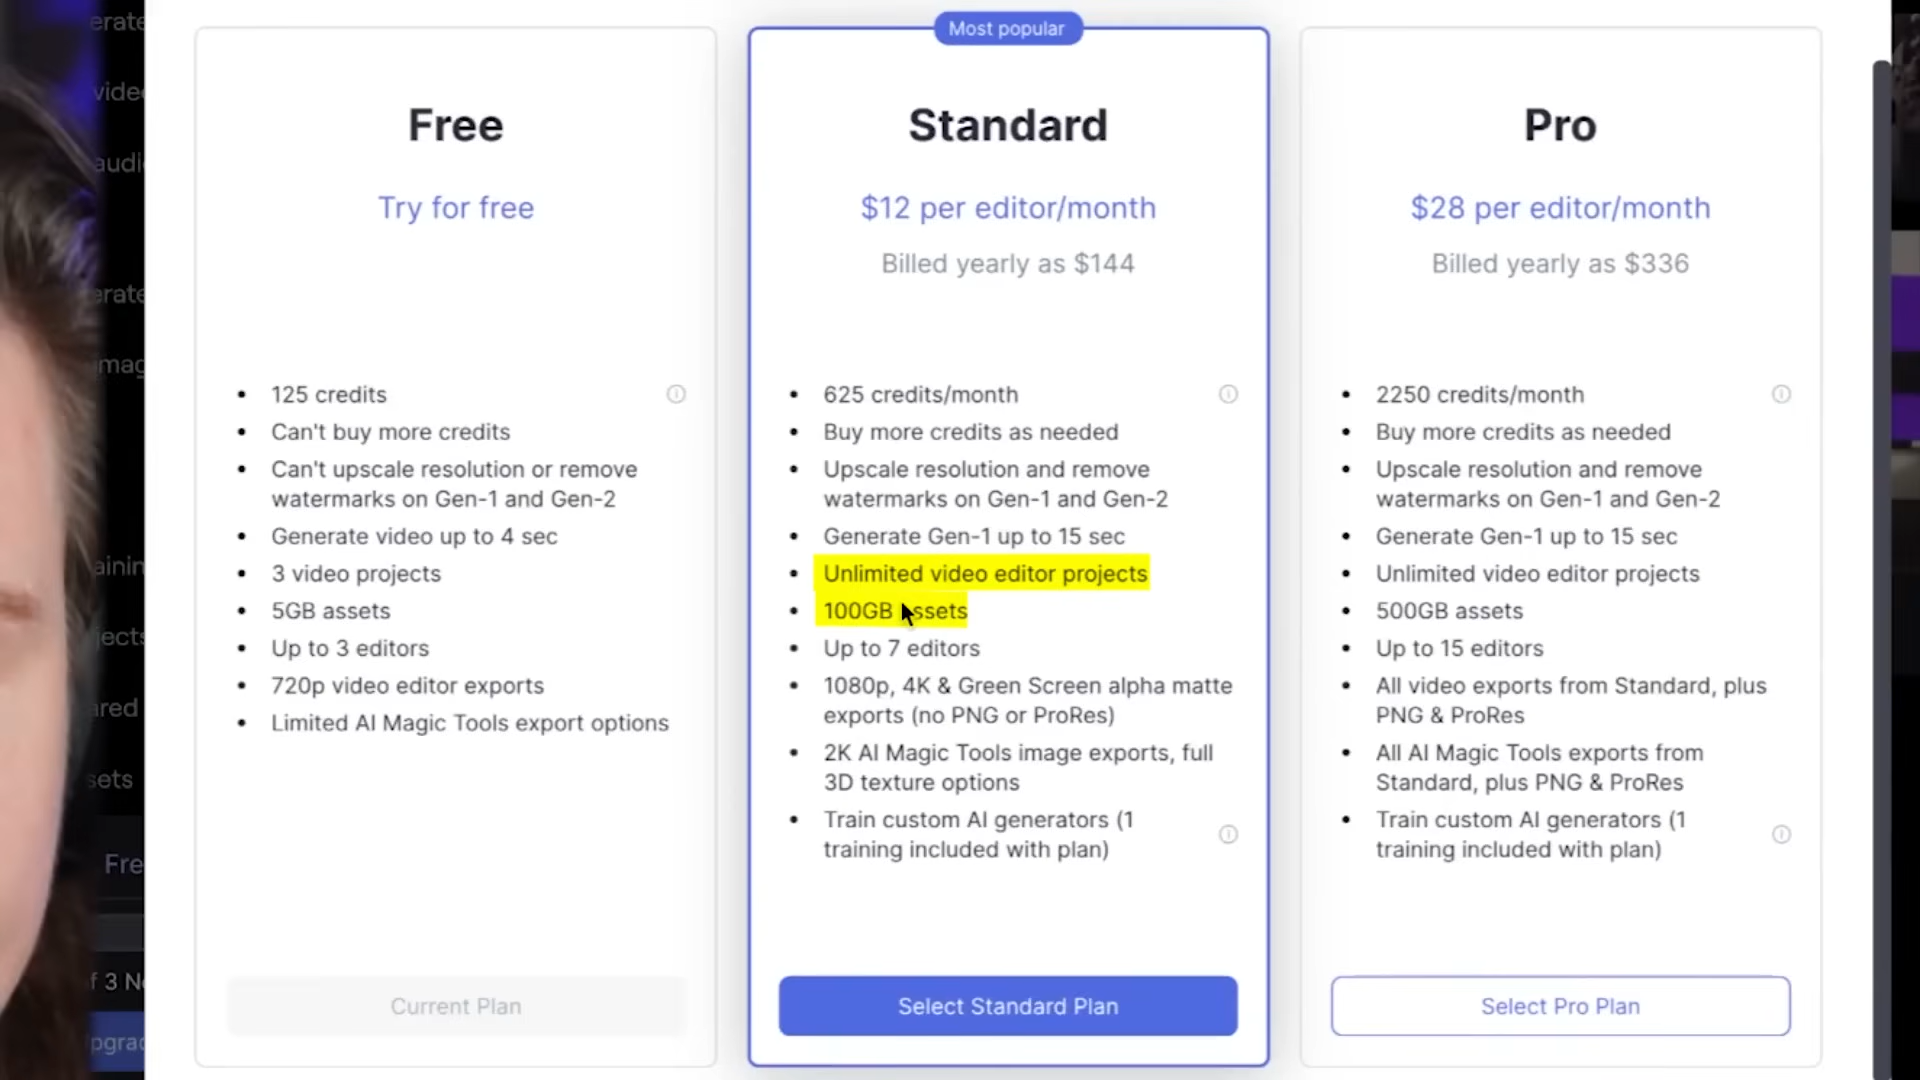 Most popular
Free
Try for free
125 credits
Can't buy more credits
Can't upscale resolution or remove
watermarks on Gen-1 and Gen-2
Generate video up to 4 sec
3 video projects
5GB assets
Up to 3 editors
720p video editor exports
Limited AI Magic Tools export options
Current Plan
Standard
$12 per editor/month
Billed yearly as $144
625 credits/month
Buy more credits as needed
Upscale resolution and remove
watermarks on Gen-1 and Gen-2
Generate Gen-1 up to 15 sec
Unlimited video editor projects
100GB assets
Up to 7 editors
1080p, 4K & Green Screen alpha matte
exports (no PNG or ProRes)
2K AI Magic Tools image exports, full
3D texture options
Train custom AI generators (1
training included with plan)
Select Standard Plan
Pro
$28 per editor/month
Billed yearly as $336
2250 credits/month
Buy more credits as needed
Upscale resolution and remove
watermarks on Gen-1 and Gen-2
Generate Gen-1 up to 15 sec
Unlimited video editor projects
500GB assets
Up to 15 editors
All video exports from Standard, plus
PNG & ProRes
All AI Magic Tools exports from
Standard, plus PNG & ProRes
Train custom AI generators (1
training included with plan)
Select Pro Plan